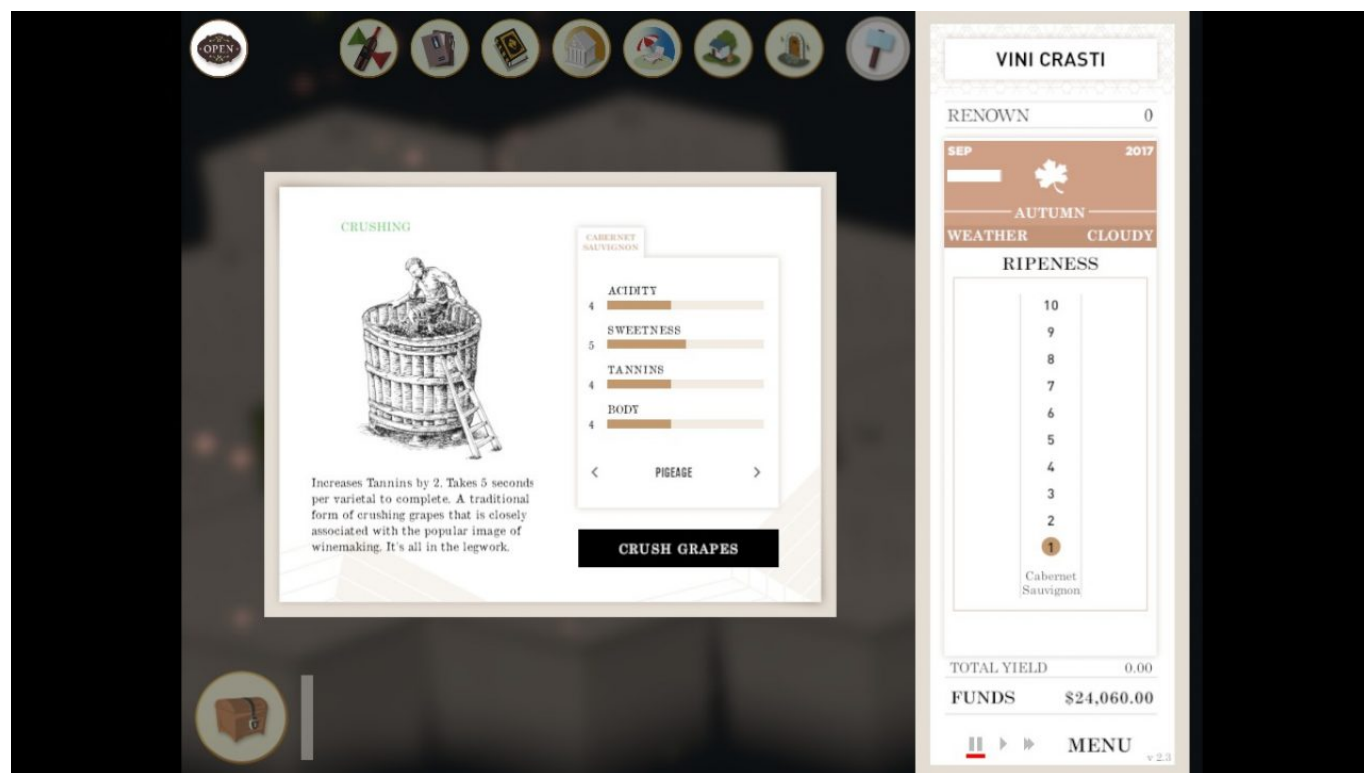 OPEN
CRUSHING
Increases Tannins by 2. Takes 5 seconds
per varietal to complete. A traditional
form of crushing grapes that is closely
associated with the popular image of
winemaking. It's all in the legwork.
CABERNET
SAUVIGNON
ACIDITY
4
SWEETNESS
5
TANNINS
4
BODY
4
< PIGEAGE >
CRUSH GRAPES
VINI CRASTI
RENOWN 0
SEP 2017
AUTUMN
WEATHER CLOUDY
RIPENESS
10
9
8
7
6
5
4
3
2
1
Cabernet
Sauvignon
TOTAL YIELD 0.00
FUNDS $24,060.00
MENU
v 2.3